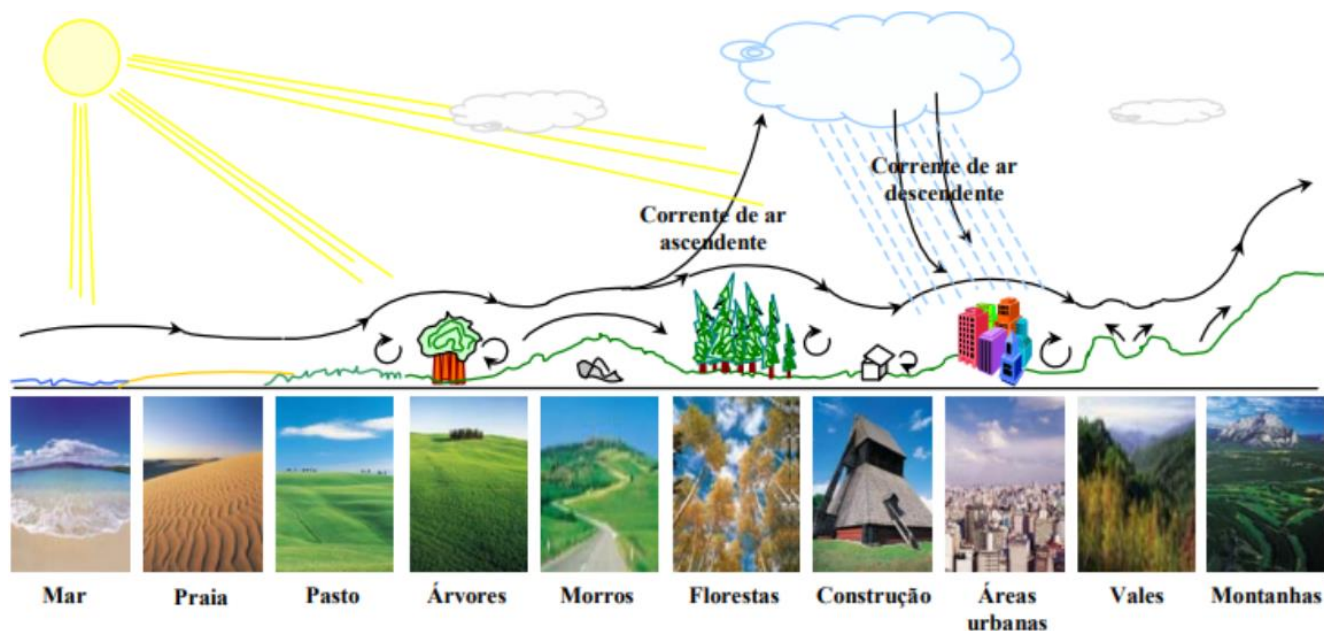 Corrente de ar
ascendente
Corrente de ar
descendente
Mar
Praia
Pasto
Árvores
Morros
Florestas
Construção
Áreas
urbanas
Vales
Montanhas